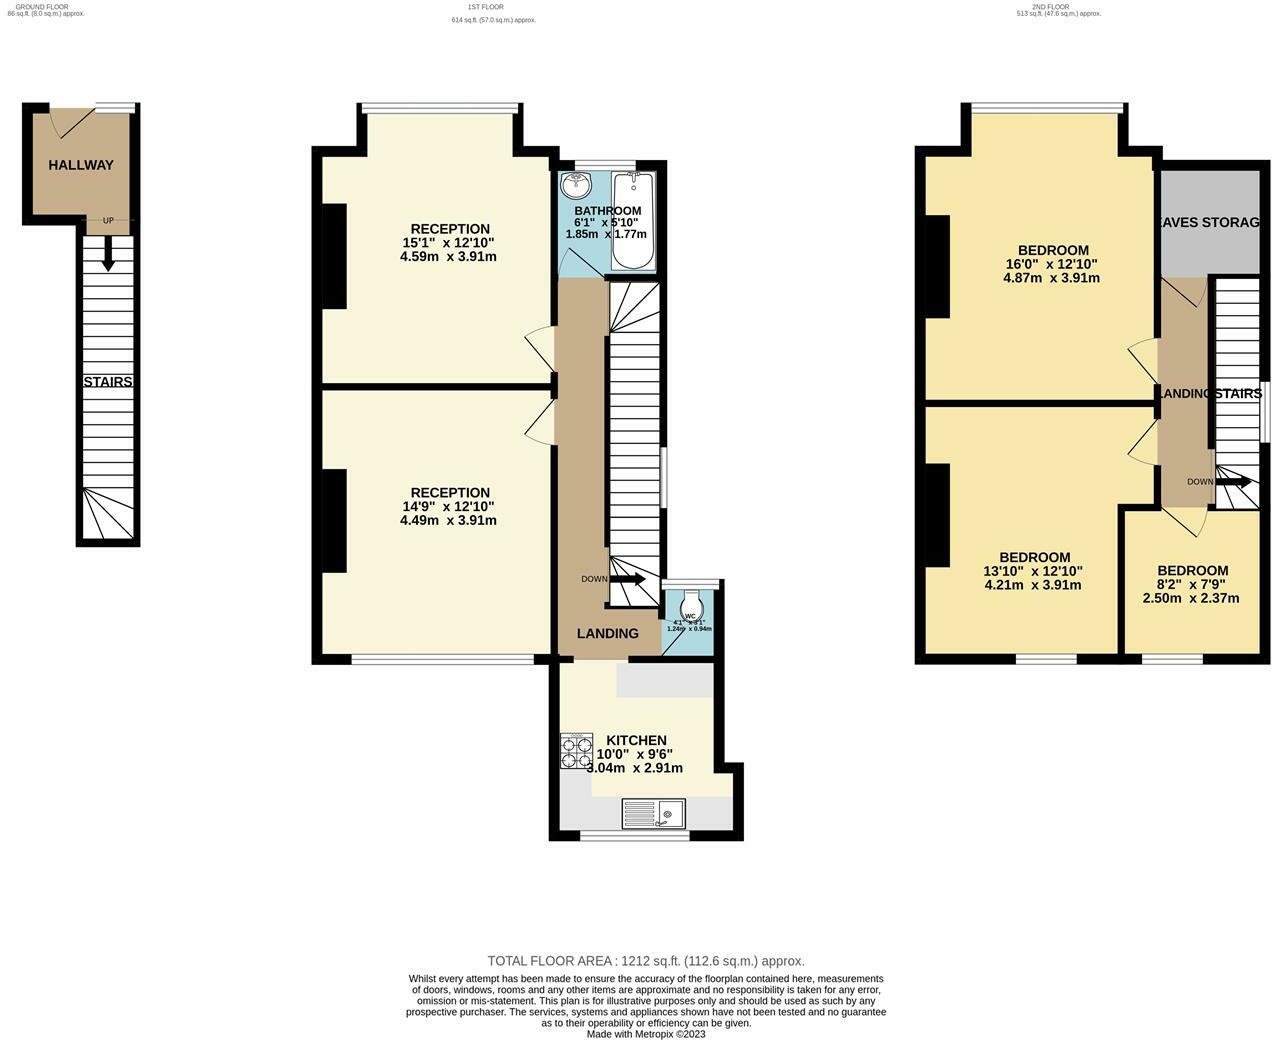 GROUND FLOOR
86 sq.ft. (8.0 sq.m.) approx.
1ST FLOOR
614 sq.ft. (57.0 sq.m.) approx.
2ND FLOOR
513 sq.ft. (47.6 sq.m.) approx.
HALLWAY
UP
STAIRS
RECEPTION
15'1" x 12'10"
4.59m x 3.91m
BATHROOM
6'1" x 5'10"
1.85m x 1.77m
RECEPTION
14'9" x 12'10"
4.49m x 3.91m
DOWN
LANDING
WC
4'1" x 3'1"
1.24m x 0.94m
KITCHEN
10'0" x 9'6"
3.04m x 2.91m
BEDROOM
16'0" x 12'10"
4.87m x 3.91m
EAVES STORAG
LANDING
STAIRS
DOWN
BEDROOM
13'10" x 12'10"
4.21m x 3.91m
BEDROOM
8'2" x 7'9"
2.50m x 2.37m
TOTAL FLOOR AREA : 1212 sq.ft. (112.6 sq.m.) approx.
Whilst every attempt has been made to ensure the accuracy of the floorplan contained here, measurements
of doors, windows, rooms and any other items are approximate and no responsibility is taken for any error,
omission or mis-statement. This plan is for illustrative purposes only and should be used as such by any
prospective purchaser. The services, systems and appliances shown have not been tested and no guarantee
as to their operability or efficiency can be given.
Made with Metropix ©2023